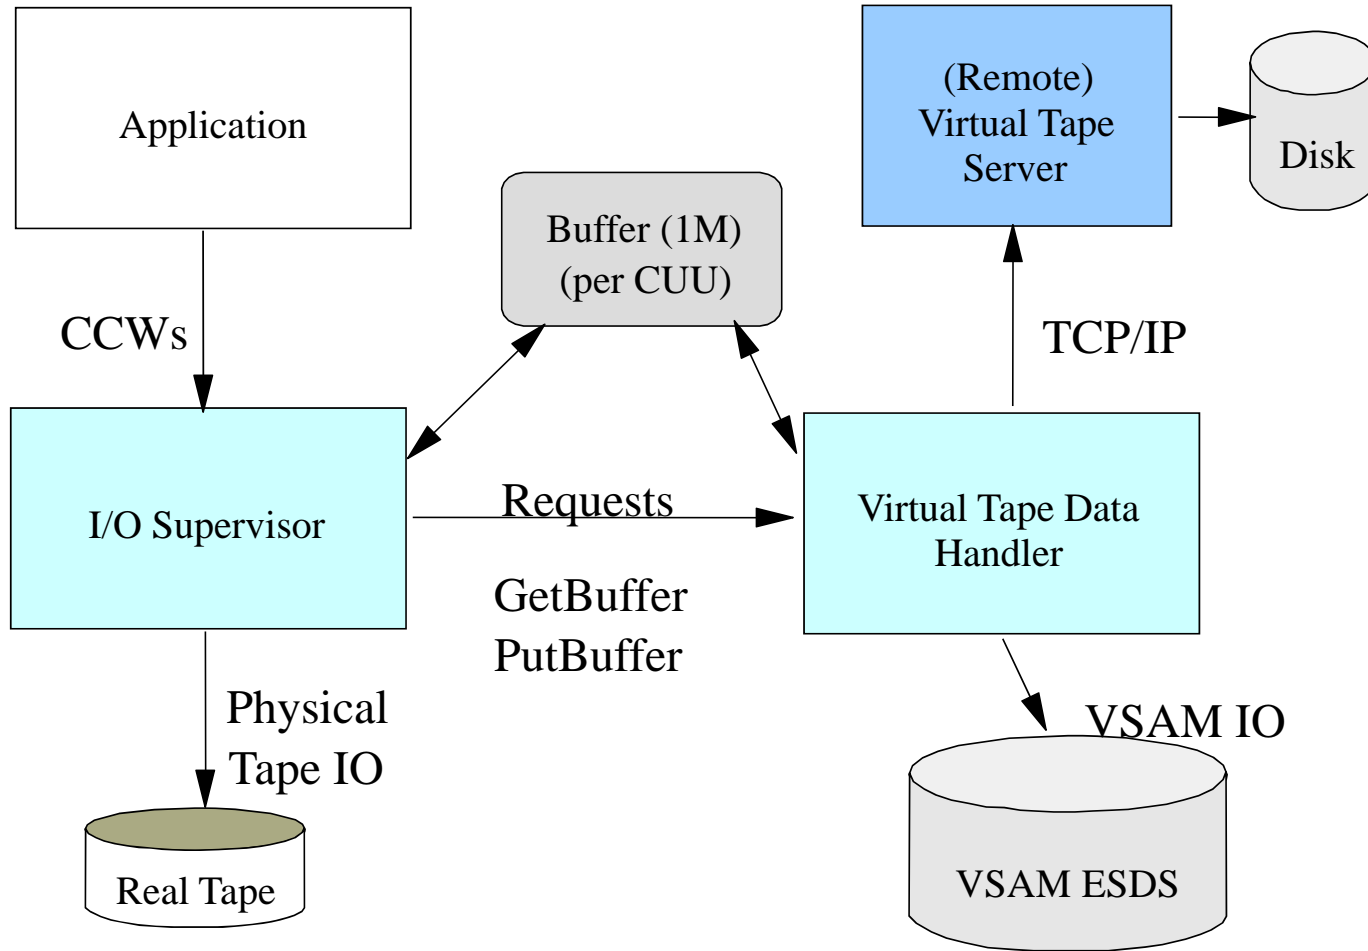 Application
(Remote)
Virtual Tape
Server
Disk
Buffer (1M)
(per CUU)
CCWs
TCP/IP
I/O Supervisor
Requests
GetBuffer
PutBuffer
Virtual Tape Data
Handler
Physical
Tape IO
VSAM IO
Real Tape
VSAM ESDS